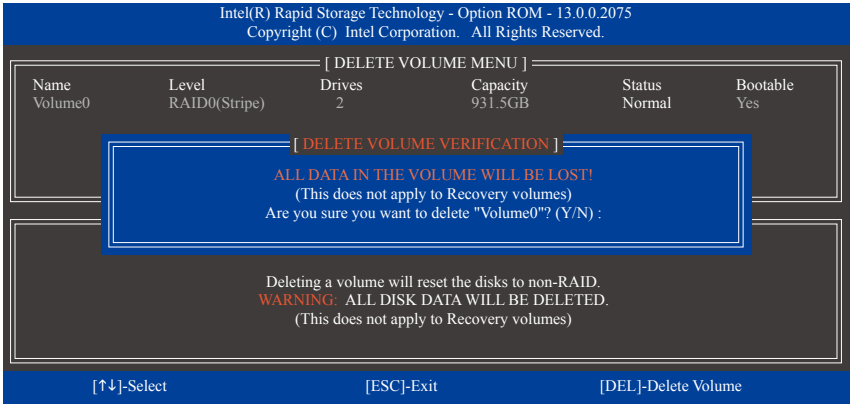 Intel(R) Rapid Storage Technology - Option ROM - 13.0.0.2075
Copyright (C) Intel Corporation. All Rights Reserved.
[ DELETE VOLUME MENU ]
Name Level Drives Capacity Status Bootable
Volume0 RAID0(Stripe) 2 931.5GB Normal Yes
[ DELETE VOLUME VERIFICATION ]
ALL DATA IN THE VOLUME WILL BE LOST!
(This does not apply to Recovery volumes)
Are you sure you want to delete "Volume0"? (Y/N) :
Deleting a volume will reset the disks to non-RAID.
WARNING: ALL DISK DATA WILL BE DELETED.
(This does not apply to Recovery volumes)
[↑↓]-Select [ESC]-Exit [DEL]-Delete Volume